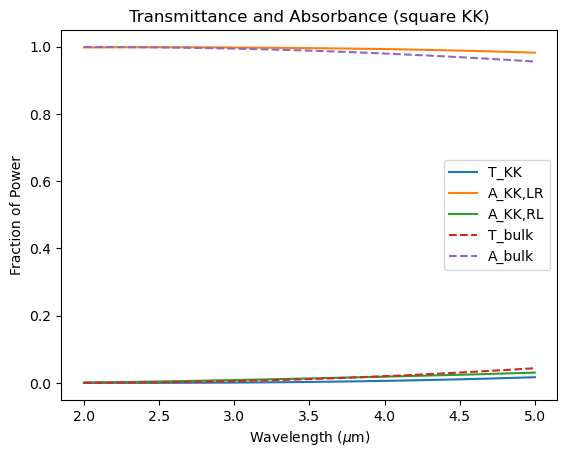 Transmittance and Absorbance (square KK)
1.0
0.8
0.6
0.4
0.2
0.0
Fraction of Power
T_KK
A_KK,LR
A_KK,RL
T_bulk
A_bulk
2.0 2.5 3.0 3.5 4.0 4.5 5.0
Wavelength (μm)